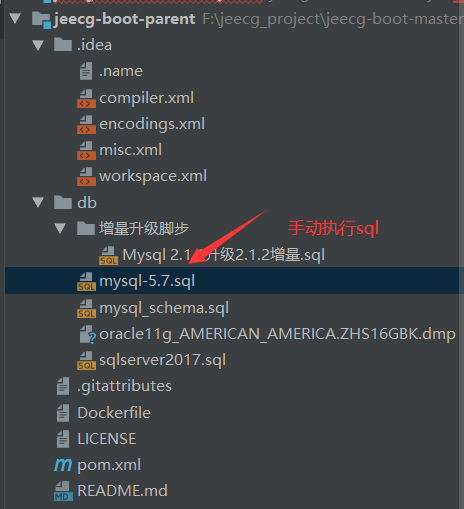 jeecg-boot-parent F:\jeecg_project\jeecg-boot-master
.idea
.name
compiler.xml
encodings.xml
misc.xml
workspace.xml
db
增量升级脚步
手动执行sql
Mysql 2.1. 升级2.1.2增量.sql
mysql-5.7.sql
mysql_schema.sql
oracle11g_AMERICAN_AMERICA.ZHS16GBK.dmp
sqlserver2017.sql
.gitattributes
Dockerfile
LICENSE
pom.xml
README.md